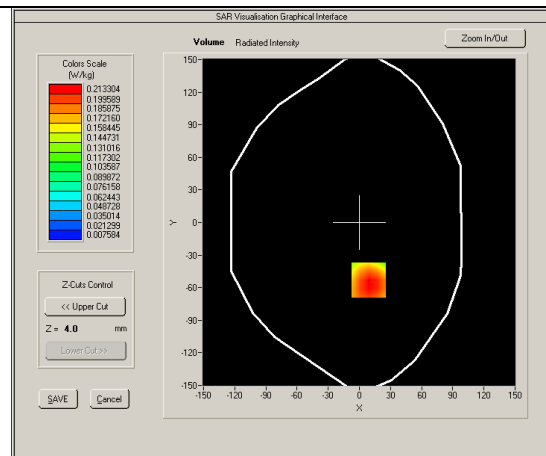 SAR Visualisation Graphical Interface
Volume Radiated Intensity
Zoom In/Out
Colors Scale
(W/kg)
0.213304
0.199589
0.185875
0.172160
0.158445
0.144731
0.131016
0.117302
0.103587
0.089872
0.076158
0.062443
0.048728
0.035014
0.021299
0.007584
Z-Cuts Control
<< Upper Cut
Z = 4.0 mm
Lower Cut >>
SAVE
Cancel
150
120
90
60
30
0
-30
-60
-90
-120
-150
Y
-150 -120 -90 -60 -30 0 30 60 90 120 150
X